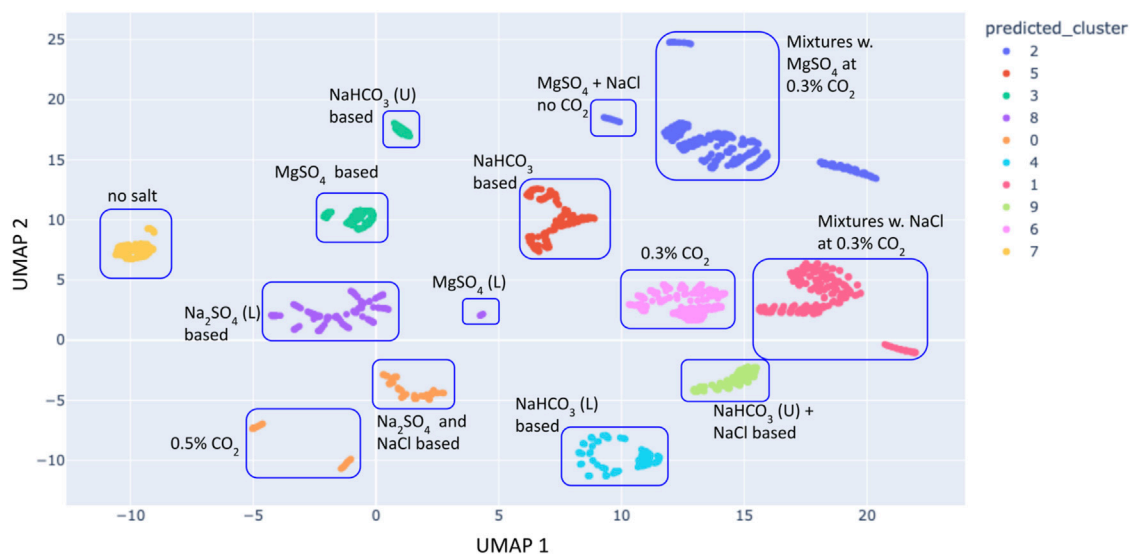 predicted_cluster
2
5
3
8
0
4
1
9
6
7
25
20
15
10
5
0
−5
−10
UMAP 2
−10
−5
0
5
10
15
20
UMAP 1
Mixtures w.
MgSO₄ at
0.3% CO₂
MgSO₄ + NaCl
no CO₂
NaHCO₃ (U)
based
NaHCO₃
based
MgSO₄ based
no salt
Mixtures w. NaCl
at 0.3% CO₂
0.3% CO₂
MgSO₄ (L)
Na₂SO₄ (L)
based
Na₂SO₄ and
NaCl based
NaHCO₃ (L)
based
NaHCO₃ (U) +
NaCl based
0.5% CO₂